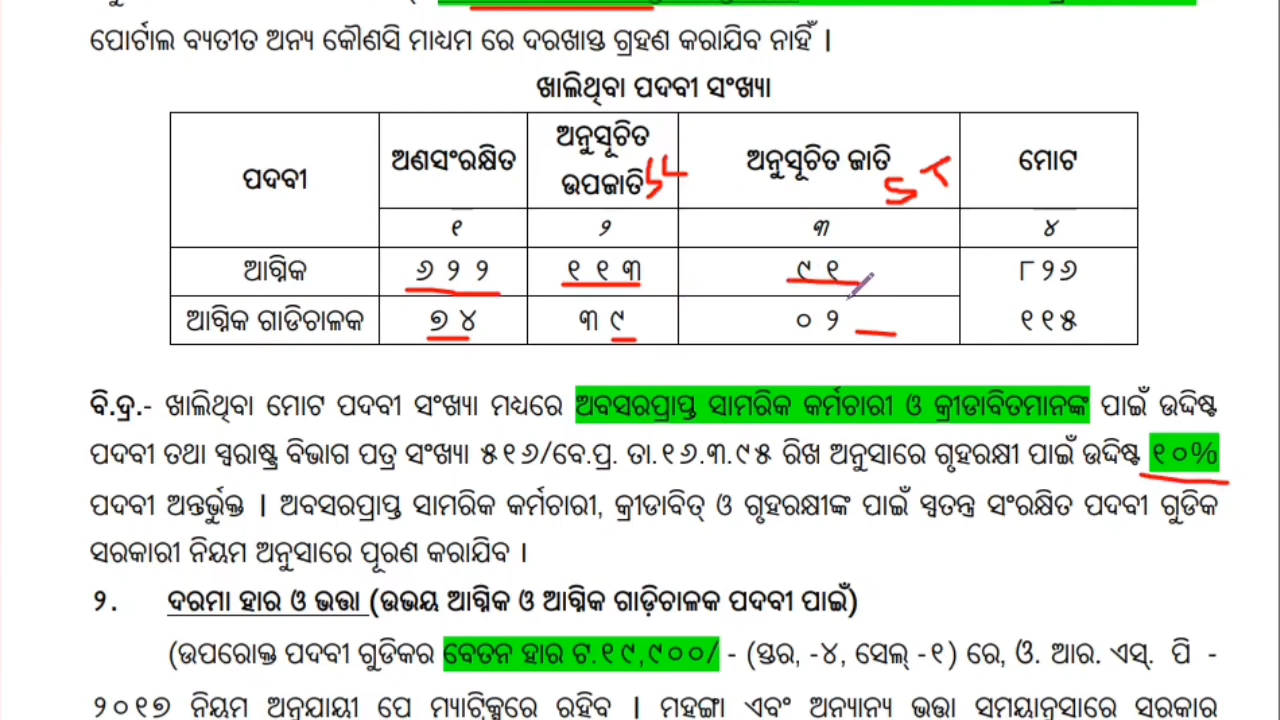 ପୋର୍ଟାଲ ବ୍ୟତୀତ ଅନ୍ୟ କୌଣସି ମାଧ୍ୟମ ରେ ଦରଖାସ୍ତ ଗ୍ରହଣ କରାଯିବ ନାହିଁ ।
ଖାଲିଥିବା ପଦବୀ ସଂଖ୍ୟା
ପଦବୀ ଅଣସଂରକ୍ଷିତ ଅନୁସୂଚିତ ଉପଜାତି ଅନୁସୂଚିତ ଜାତି ମୋଟ
୧ ୨ ୩ ୪
ଆଗ୍ନିକ ୬୨୨ ୧୧୩ ୯୧ ୮୨୬
ଆଗ୍ନିକ ଗାଡିଚାଳକ ୭୪ ୩୯ ୦୨ ୧୧୫
ବି.ଦ୍ର.- ଖାଲିଥିବା ମୋଟ ପଦବୀ ସଂଖ୍ୟା ମଧ୍ୟରେ ଅବସରପ୍ରାପ୍ତ ସାମରିକ କର୍ମଚାରୀ ଓ କ୍ରୀଡାବିତମାନଙ୍କ ପାଇଁ ଉଦ୍ଦିଷ୍ଟ
ପଦବୀ ତଥା ସ୍ୱରାଷ୍ଟ୍ର ବିଭାଗ ପତ୍ର ସଂଖ୍ୟା ୫୧୬/ବେ.ପ୍ର. ତା.୧୬.୩.୯୫ ରିଖ ଅନୁସାରେ ଗୃହରକ୍ଷୀ ପାଇଁ ଉଦ୍ଦିଷ୍ଟ ୧୦%
ପଦବୀ ଅନ୍ତର୍ଭୁକ୍ତ । ଅବସରପ୍ରାପ୍ତ ସାମରିକ କର୍ମଚାରୀ, କ୍ରୀଡାବିତ୍ ଓ ଗୃହରକ୍ଷୀଙ୍କ ପାଇଁ ସ୍ୱତନ୍ତ୍ର ସଂରକ୍ଷିତ ପଦବୀ ଗୁଡିକ
ସରକାରୀ ନିୟମ ଅନୁସାରେ ପୂରଣ କରାଯିବ ।
୨. ଦରମା ହାର ଓ ଭତ୍ତା (ଉଭୟ ଆଗ୍ନିକ ଓ ଆଗ୍ନିକ ଗାଡ଼ିଚାଳକ ପଦବୀ ପାଇଁ)
(ଉପରୋକ୍ତ ପଦବୀ ଗୁଡିକର ବେତନ ହାର ଟ.୧୯,୯୦୦/ - (ସ୍ତର, -୪, ସେଲ୍ -୧) ରେ, ଓ. ଆର. ଏସ୍. ପି -
୨୦୧୭ ନିୟମ ଅନୁଯାୟୀ ପେ ମ୍ୟାଟ୍ରିକ୍ସରେ ରହିବ । ମହଙ୍ଗା ଏବଂ ଅନ୍ୟାନ୍ୟ ଭତ୍ତା ସମୟାନୁସାରେ ସରକାର